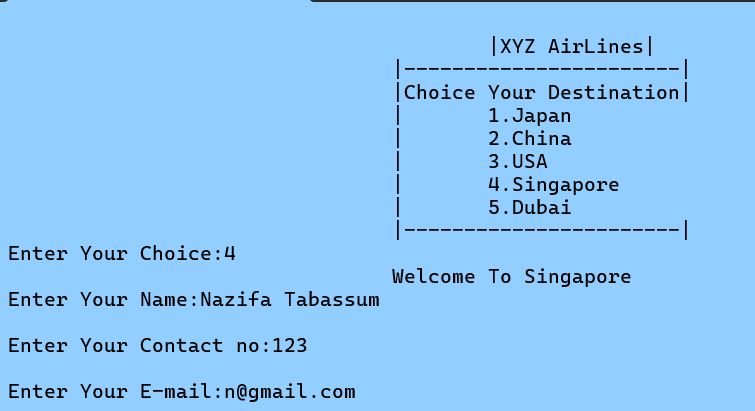 |XYZ AirLines|
|-----------------------|
|Choice Your Destination|
|       1.Japan
|       2.China
|       3.USA
|       4.Singapore
|       5.Dubai
|-----------------------|
Enter Your Choice:4
Welcome To Singapore
Enter Your Name:Nazifa Tabassum
Enter Your Contact no:123
Enter Your E-mail:n@gmail.com